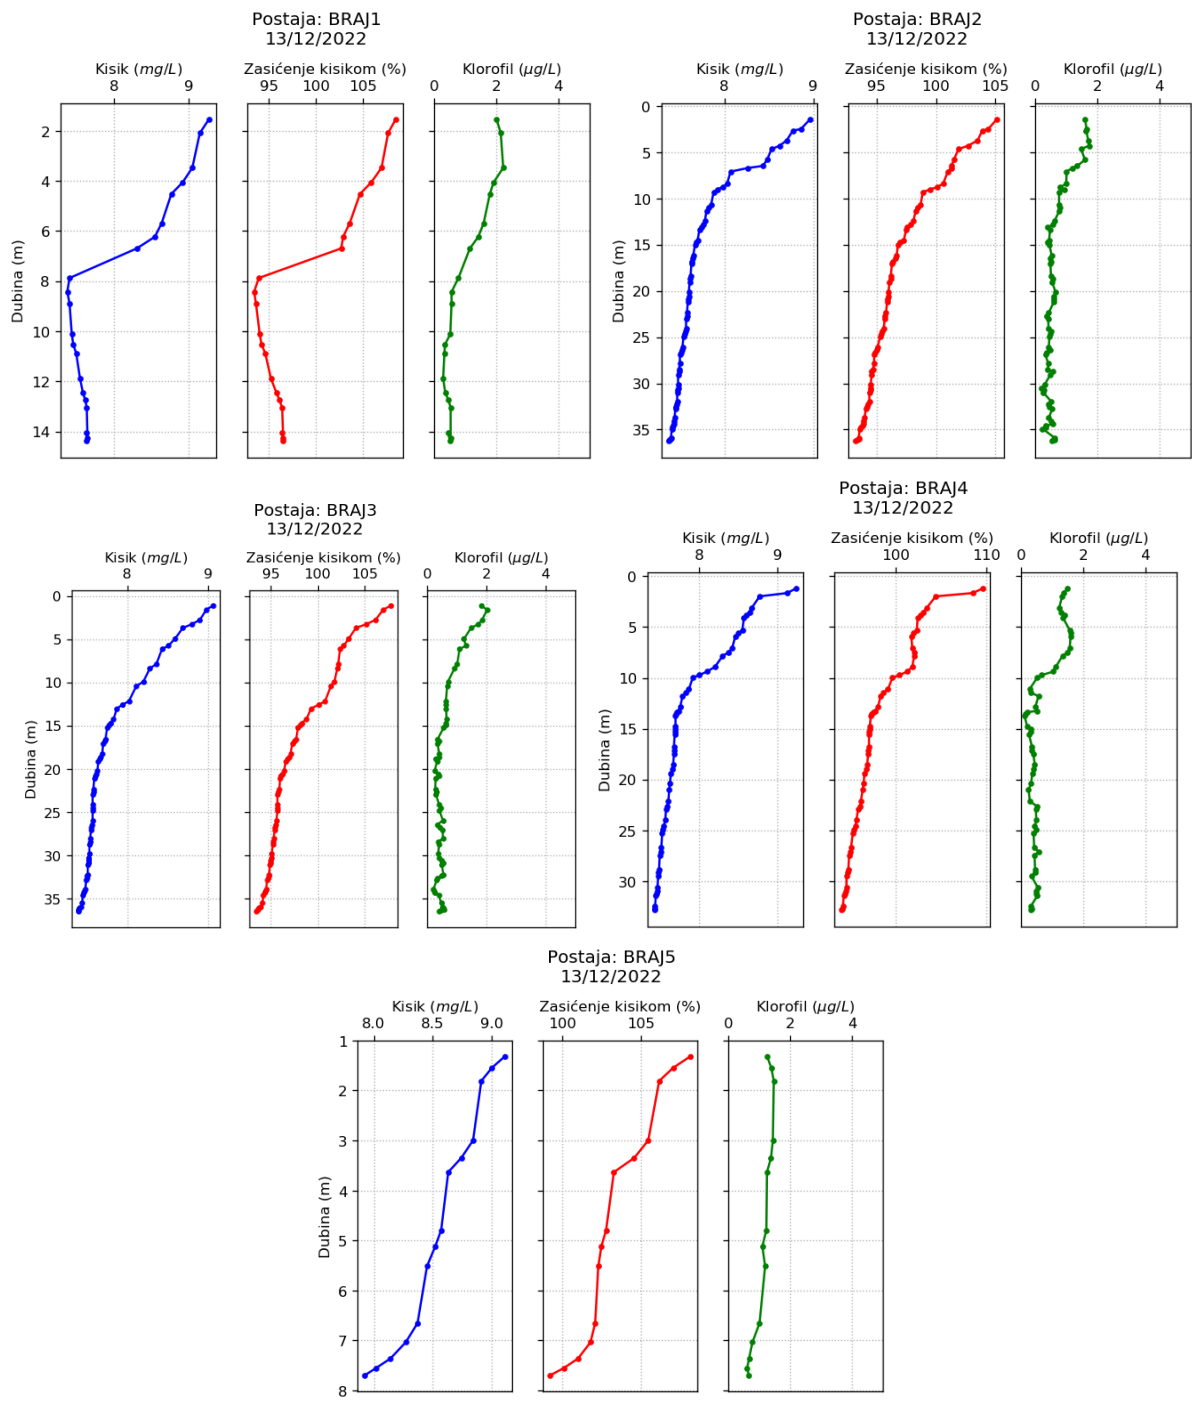 Postaja: BRAJ1
13/12/2022
Kisik (mg/L)
8 9
Zasićenje kisikom (%)
95 100 105
Klorofil (µg/L)
0 2 4
Dubina (m)
2
4
6
8
10
12
14
Postaja: BRAJ2
13/12/2022
Kisik (mg/L)
8 9
Zasićenje kisikom (%)
95 100 105
Klorofil (µg/L)
0 2 4
Dubina (m)
0
5
10
15
20
25
30
35
Postaja: BRAJ3
13/12/2022
Kisik (mg/L)
8 9
Zasićenje kisikom (%)
95 100 105
Klorofil (µg/L)
0 2 4
Dubina (m)
0
5
10
15
20
25
30
35
Postaja: BRAJ4
13/12/2022
Kisik (mg/L)
8 9
Zasićenje kisikom (%)
100 110
Klorofil (µg/L)
0 2 4
Dubina (m)
0
5
10
15
20
25
30
Postaja: BRAJ5
13/12/2022
Kisik (mg/L)
8.0 8.5 9.0
Zasićenje kisikom (%)
100 105
Klorofil (µg/L)
0 2 4
Dubina (m)
1
2
3
4
5
6
7
8